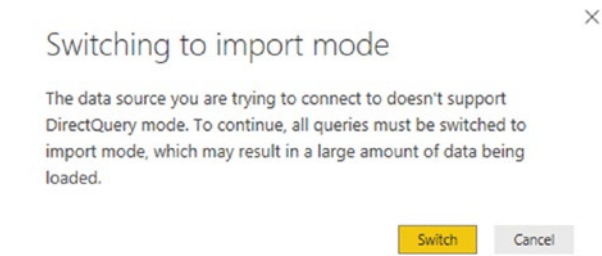 Switching to import mode
The data source you are trying to connect to doesn't support
DirectQuery mode. To continue, all queries must be switched to
import mode, which may result in a large amount of data being
loaded.
Switch Cancel